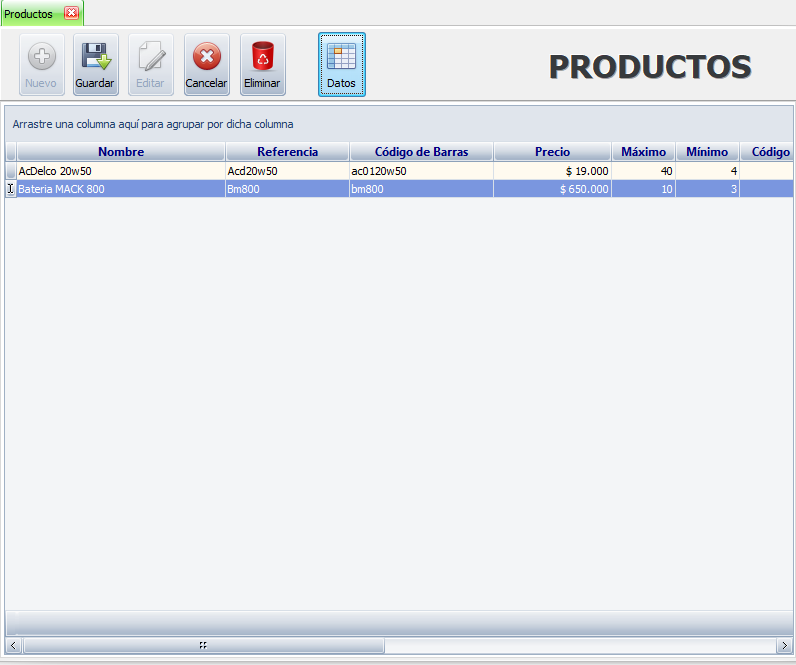 Productos
Nuevo Guardar Editar Cancelar Eliminar Datos
PRODUCTOS
Arrastre una columna aquí para agrupar por dicha columna
Nombre Referencia Código de Barras Precio Máximo Mínimo Código
AcDelco 20w50 Acd20w50 ac0120w50 $ 19.000 40 4
Bateria MACK 800 Bm800 bm800 $ 650.000 10 3